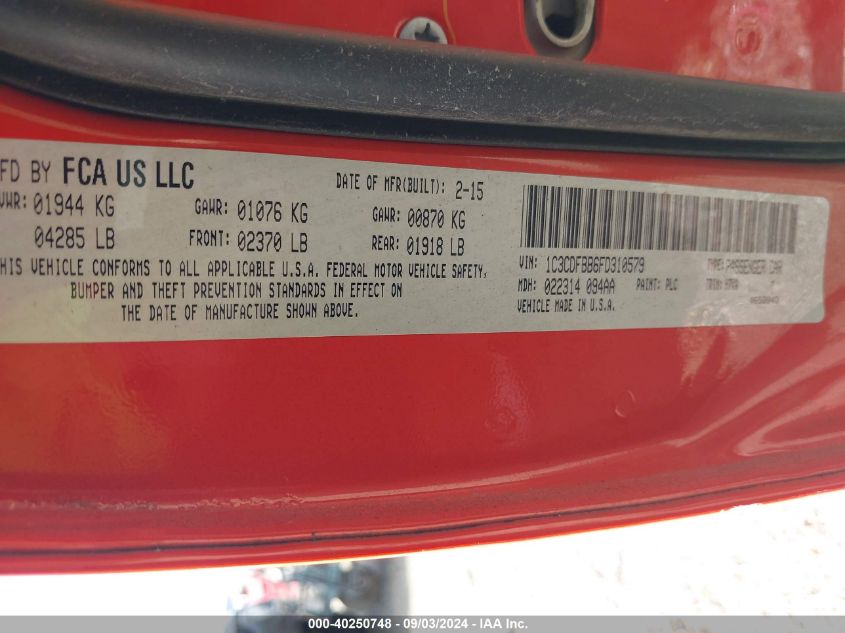 FD BY FCA US LLC
DATE OF MFR(BUILT): 2-15
VWR: 01944 KG
GAWR: 01076 KG
GAWR: 00870 KG
04285 LB
FRONT: 02370 LB
REAR: 01918 LB
HIS VEHICLE CONFORMS TO ALL APPLICABLE U.S.A. FEDERAL MOTOR VEHICLE SAFETY,
BUMPER AND THEFT PREVENTION STANDARDS IN EFFECT ON
THE DATE OF MANUFACTURE SHOWN ABOVE.
VIN: 1C3CDFBB6FD310579
TYPE: PASSENGER CAR
MDH: 022314 094AA
PAINT: PLC
TRIM:
VEHICLE MADE IN U.S.A.
000-40250748 - 09/03/2024 - IAA Inc.